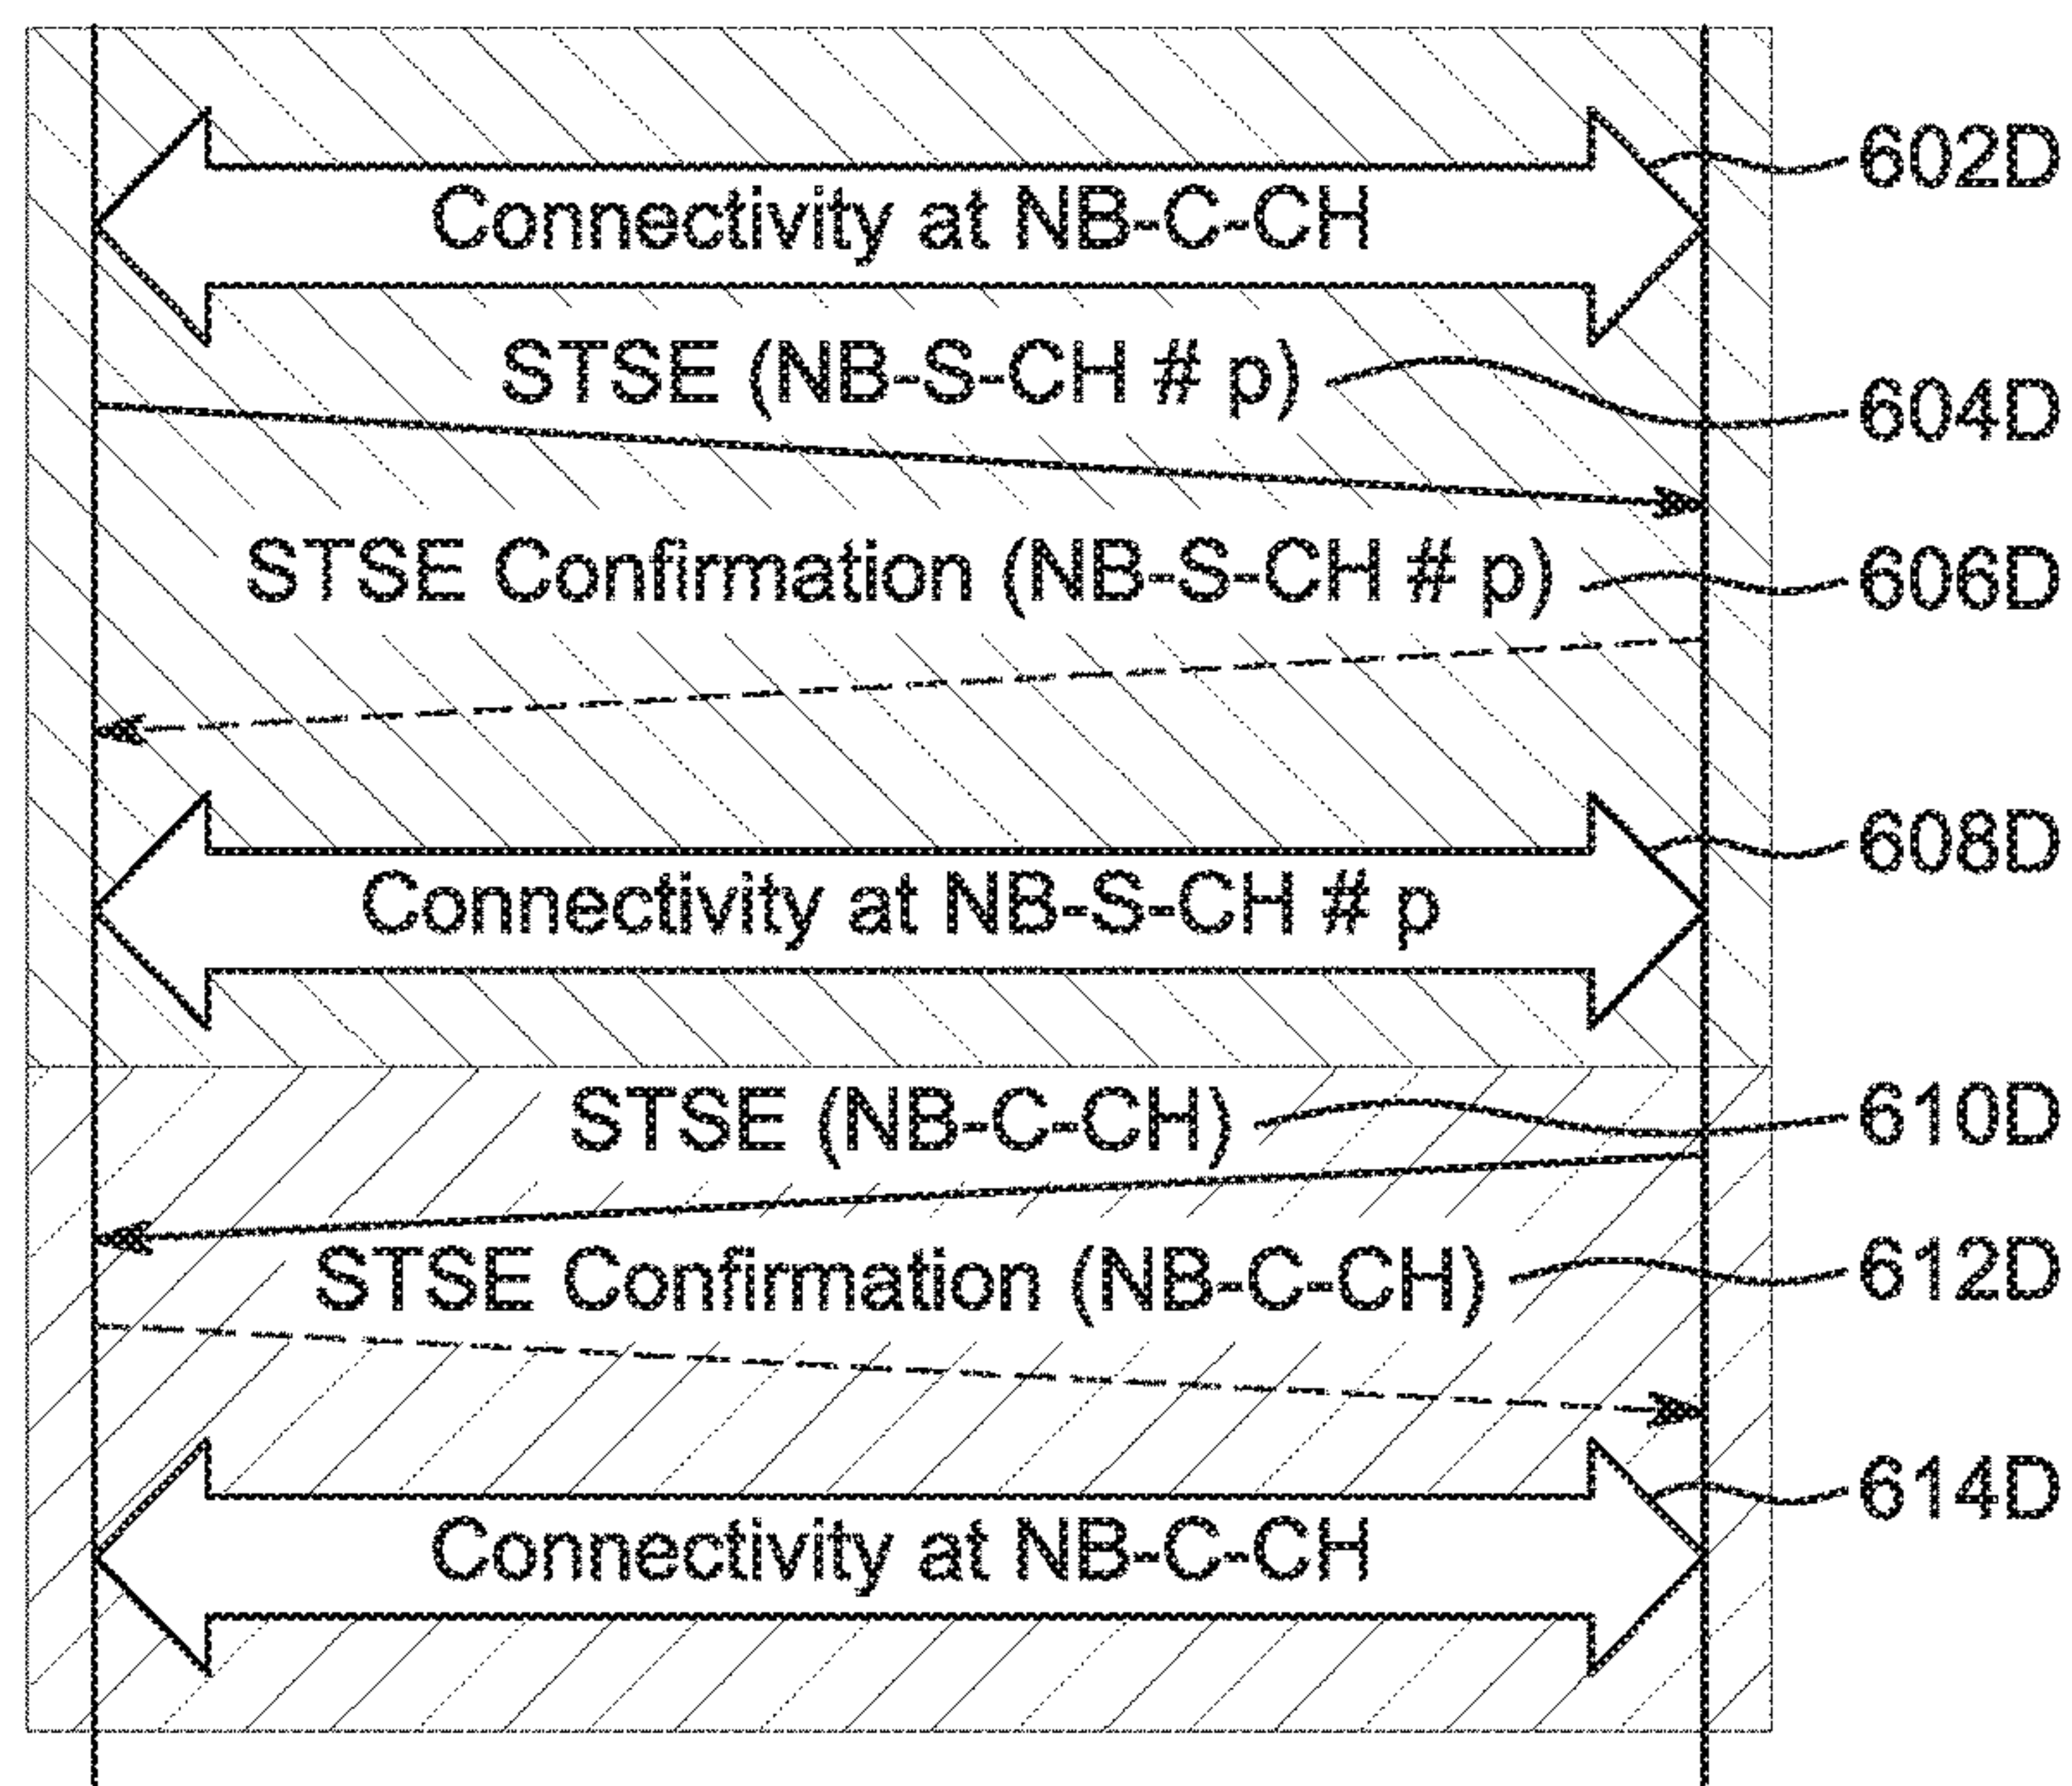 Connectivity at NB-C-CH 602D
STSE (NB-S-CH # p) 604D
STSE Confirmation (NB-S-CH # p) 606D
Connectivity at NB-S-CH # p 608D
STSE (NB-C-CH) 610D
STSE Confirmation (NB-C-CH) 612D
Connectivity at NB-C-CH 614D